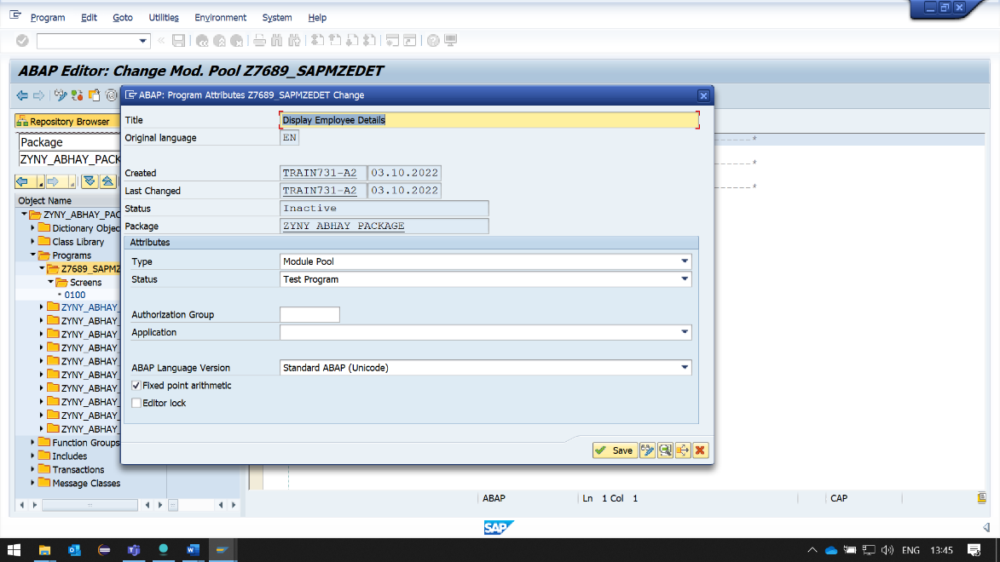 Program Edit Goto Utilities Environment System Help
ABAP Editor: Change Mod. Pool Z7689_SAPMZEDET
ABAP: Program Attributes Z7689_SAPMZEDET Change
Title Display Employee Details
Original language EN
Created TRAIN731-A2 03.10.2022
Last Changed TRAIN731-A2 03.10.2022
Status Inactive
Package ZYNY_ABHAY_PACKAGE
Attributes
Type Module Pool
Status Test Program
Authorization Group
Application
ABAP Language Version Standard ABAP (Unicode)
Fixed point arithmetic
Editor lock
Save
Repository Browser
Package
ZYNY_ABHAY_PACK
Object Name
ZYNY_ABHAY_PAC
Dictionary Objec
Class Library
Programs
Z7689_SAPMZ
Screens
0100
ZYNY_ABHAY_
ZYNY_ABHAY_
ZYNY_ABHAY_
ZYNY_ABHAY_
ZYNY_ABHAY_
ZYNY_ABHAY_
ZYNY_ABHAY_
ZYNY_ABHAY_
ZYNY_ABHAY_
ZYNY_ABHAY_
Function Groups
Includes
Transactions
Message Classes
ABAP Ln 1 Col 1 CAP
SAP
ENG 13:45